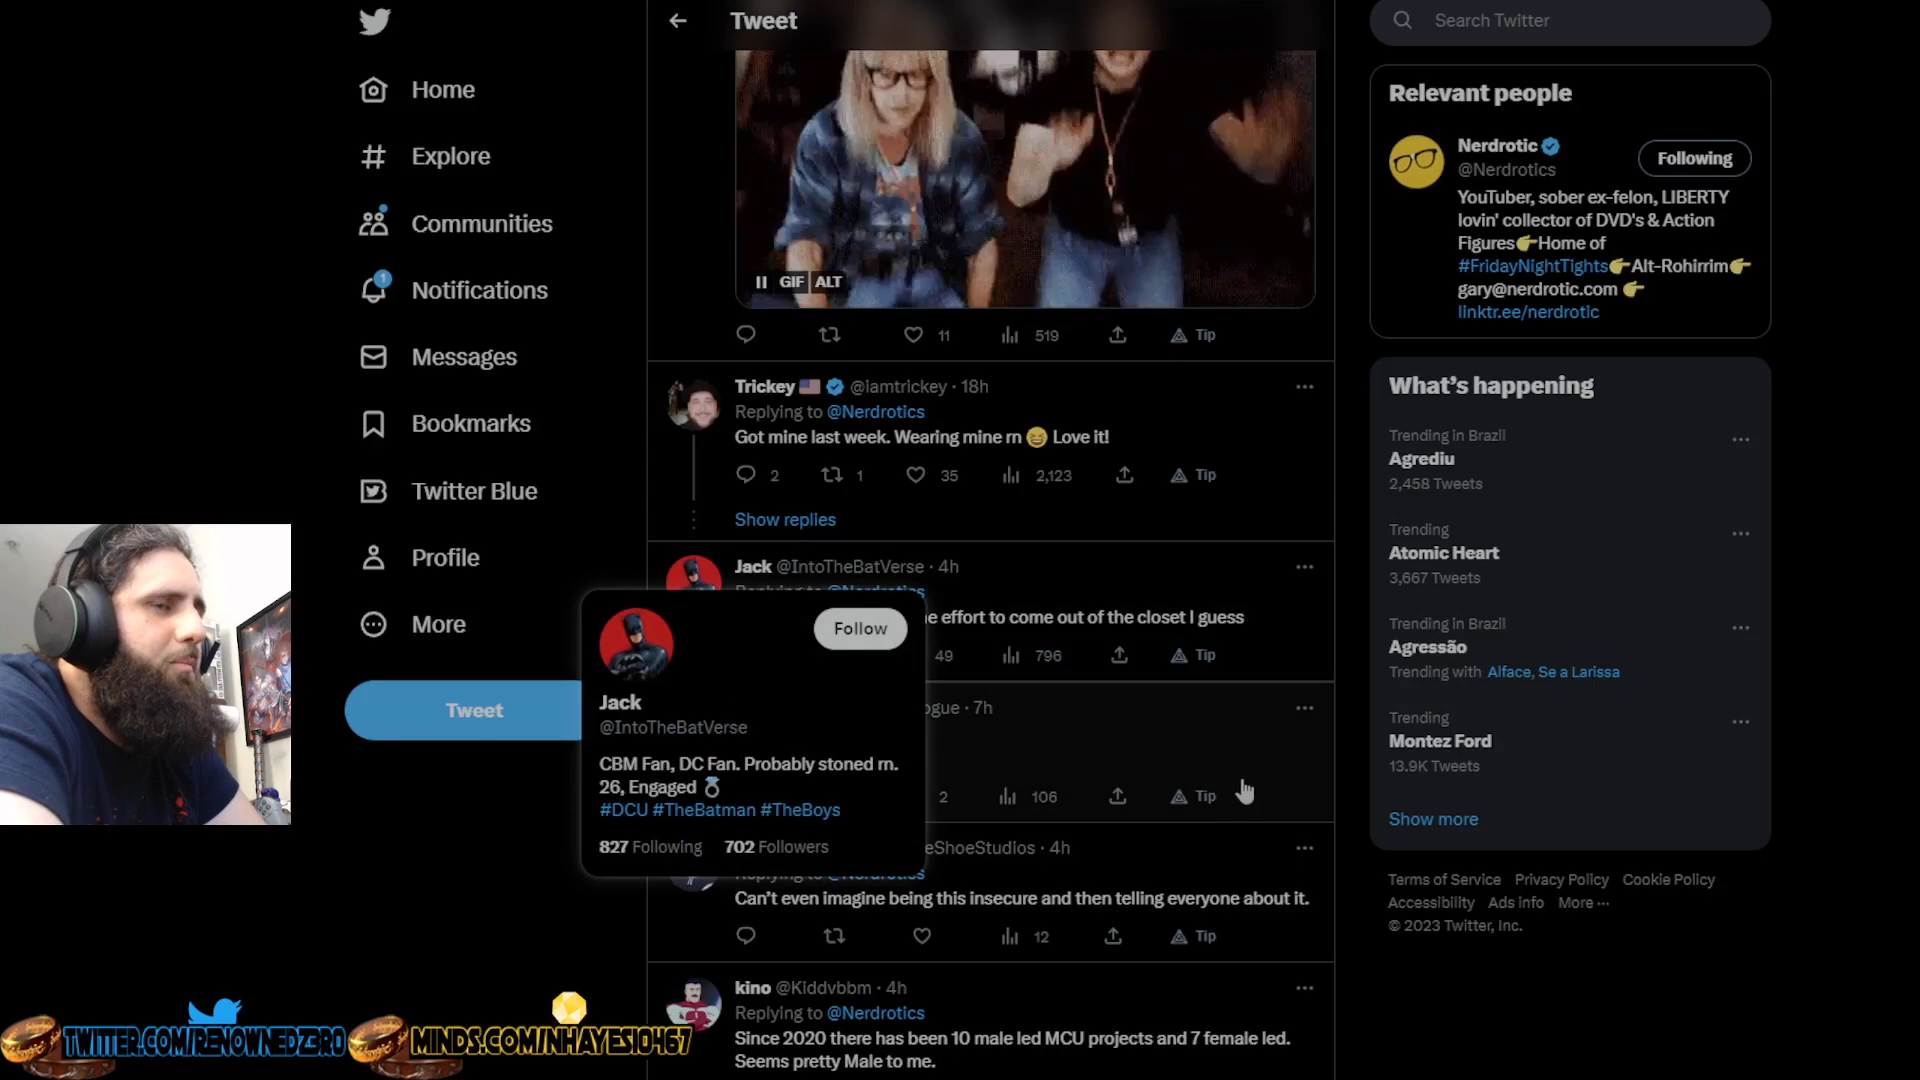 Home
Explore
Communities
1
Notifications
Messages
Bookmarks
Twitter Blue
Profile
More
Tweet
Tweet
GIF ALT
11
519
Tip
Trickey @iamtrickey · 18h
Replying to @Nerdrotics
Got mine last week. Wearing mine rn Love it!
2
1
35
2,123
Tip
Show replies
Jack @IntoTheBatVerse · 4h
effort to come out of the closet I guess
49
796
Tip
Follow
Jack
@IntoTheBatVerse
CBM Fan, DC Fan. Probably stoned rn.
26, Engaged
#DCU #TheBatman #TheBoys
827 Following 702 Followers
· 7h
2
106
Tip
eShoeStudios · 4h
Replying to @Nerdrotics
Can't even imagine being this insecure and then telling everyone about it.
12
Tip
kino @Kiddvbbm · 4h
Replying to @Nerdrotics
Since 2020 there has been 10 male led MCU projects and 7 female led.
Seems pretty Male to me.
Search Twitter
Relevant people
Nerdrotic
@Nerdrotics
Following
YouTuber, sober ex-felon, LIBERTY
lovin' collector of DVD's & Action
Figures Home of
#FridayNightTights Alt-Rohirrim
gary@nerdrotic.com
linktr.ee/nerdrotic
What's happening
Trending in Brazil
Agrediu
2,458 Tweets
Trending
Atomic Heart
3,667 Tweets
Trending in Brazil
Agressão
Trending with Alface, Se a Larissa
Trending
Montez Ford
13.9K Tweets
Show more
Terms of Service Privacy Policy Cookie Policy
Accessibility Ads info More
© 2023 Twitter, Inc.
TWITTER.COM/RENOWNEDZ3R0
MINDS.COM/NHAYES10467